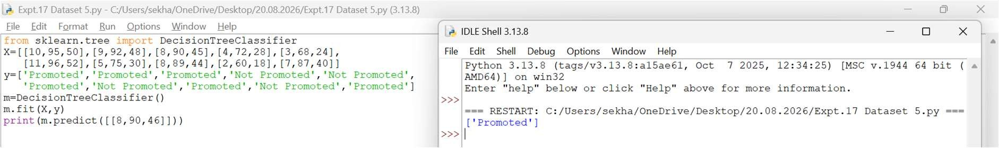 Expt.17 Dataset 5.py - C:/Users/sekha/OneDrive/Desktop/20.08.2026/Expt.17 Dataset 5.py (3.13.8)
File Edit Format Run Options Window Help
from sklearn.tree import DecisionTreeClassifier
X=[[10,95,50],[9,92,48],[8,90,45],[4,72,28],[3,68,24],
   [11,96,52],[5,75,30],[8,89,44],[2,60,18],[7,87,40]]
y=['Promoted','Promoted','Promoted','Not Promoted','Not Promoted',
   'Promoted','Not Promoted','Promoted','Not Promoted','Promoted']
m=DecisionTreeClassifier()
m.fit(X,y)
print(m.predict([[8,90,46]]))
IDLE Shell 3.13.8
File Edit Shell Debug Options Window Help
Python 3.13.8 (tags/v3.13.8:a15ae61, Oct  7 2025, 12:34:25) [MSC v.1944 64 bit (
AMD64)] on win32
Enter "help" below or click "Help" above for more information.
>>>
=== RESTART: C:/Users/sekha/OneDrive/Desktop/20.08.2026/Expt.17 Dataset 5.py ===
['Promoted']
>>>